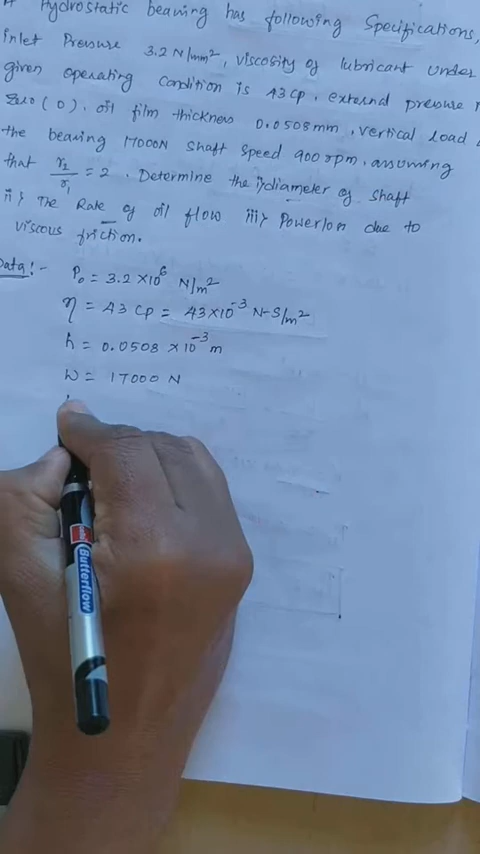 Hydrostatic bearing has following Specifications,
inlet Pressure 3.2 N/mm², viscosity of lubricant under
given operating condition is 43 CP. external pressure
Zero (0). oil film thickness 0.0508mm, vertical load
the bearing 17000N shaft speed 900 rpm. assuming
that r₂/r₁ = 2. Determine the i) diameter of shaft
ii) The Rate of oil flow iii) Powerloss due to
viscous friction.
Data:-
P₀ = 3.2 × 10⁶ N/m²
η = 43 CP = 43×10⁻³ N-S/m²
h = 0.0508 × 10⁻³ m
W = 17000 N
Butterflow